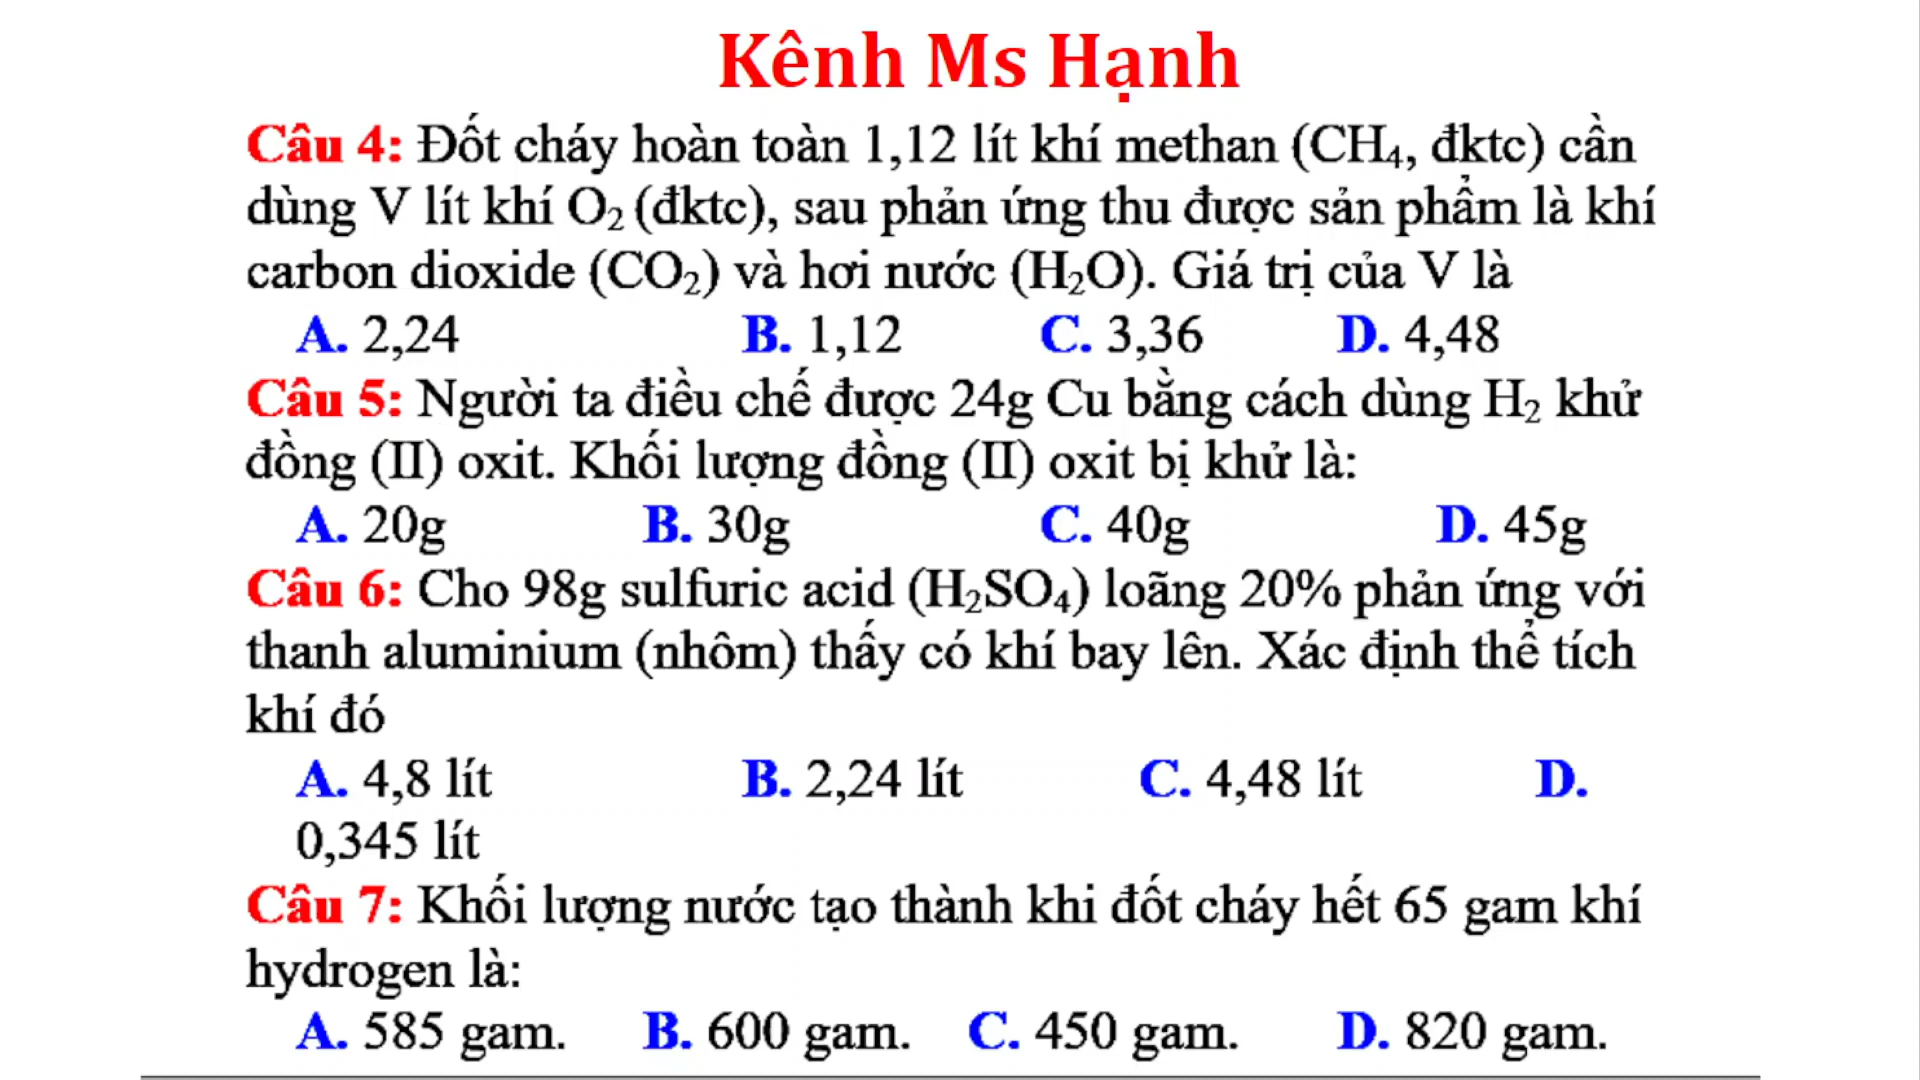 Kênh Ms Hạnh
Câu 4: Đốt cháy hoàn toàn 1,12 lít khí methan (CH₄, đktc) cần
dùng V lít khí O₂ (đktc), sau phản ứng thu được sản phẩm là khí
carbon dioxide (CO₂) và hơi nước (H₂O). Giá trị của V là
A. 2,24 B. 1,12 C. 3,36 D. 4,48
Câu 5: Người ta điều chế được 24g Cu bằng cách dùng H₂ khử
đồng (II) oxit. Khối lượng đồng (II) oxit bị khử là:
A. 20g B. 30g C. 40g D. 45g
Câu 6: Cho 98g sulfuric acid (H₂SO₄) loãng 20% phản ứng với
thanh aluminium (nhôm) thấy có khí bay lên. Xác định thể tích
khí đó
A. 4,8 lít B. 2,24 lít C. 4,48 lít D.
0,345 lít
Câu 7: Khối lượng nước tạo thành khi đốt cháy hết 65 gam khí
hydrogen là:
A. 585 gam. B. 600 gam. C. 450 gam. D. 820 gam.